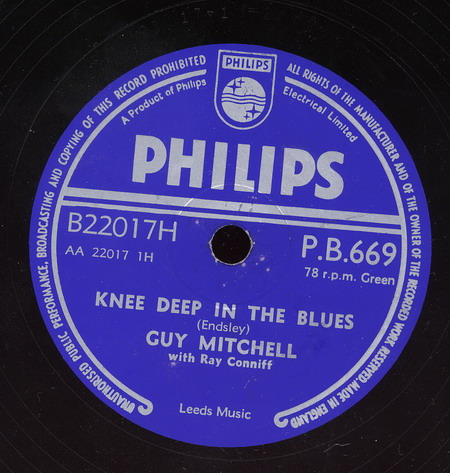 PHILIPS
A Product of Philips
Electrical Limited
PHILIPS
B22017H
AA 22017 1H
P.B.669
78 r.p.m. Green
KNEE DEEP IN THE BLUES
(Endsley)
GUY MITCHELL
with Ray Conniff
Leeds Music
ALL RIGHTS OF THE MANUFACTURER AND OF THE OWNER OF THE RECORDED WORK RESERVED. MADE IN ENGLAND
UNAUTHORISED PUBLIC PERFORMANCE, BROADCASTING AND COPYING OF THIS RECORD PROHIBITED